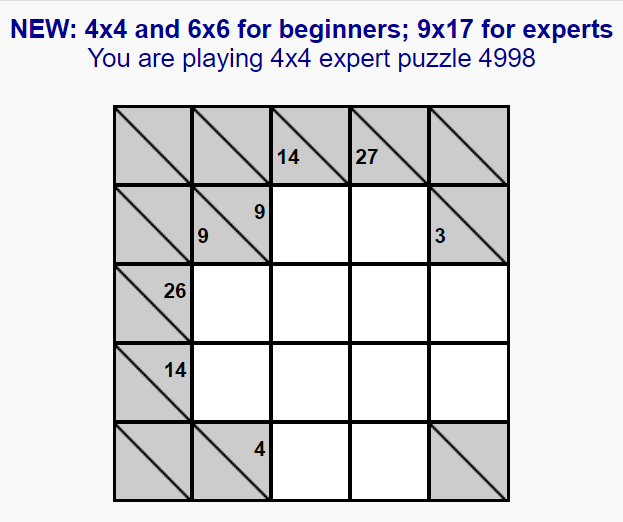 NEW: 4x4 and 6x6 for beginners; 9x17 for experts
You are playing 4x4 expert puzzle 4998
14 27
9 9 3
26
14
4